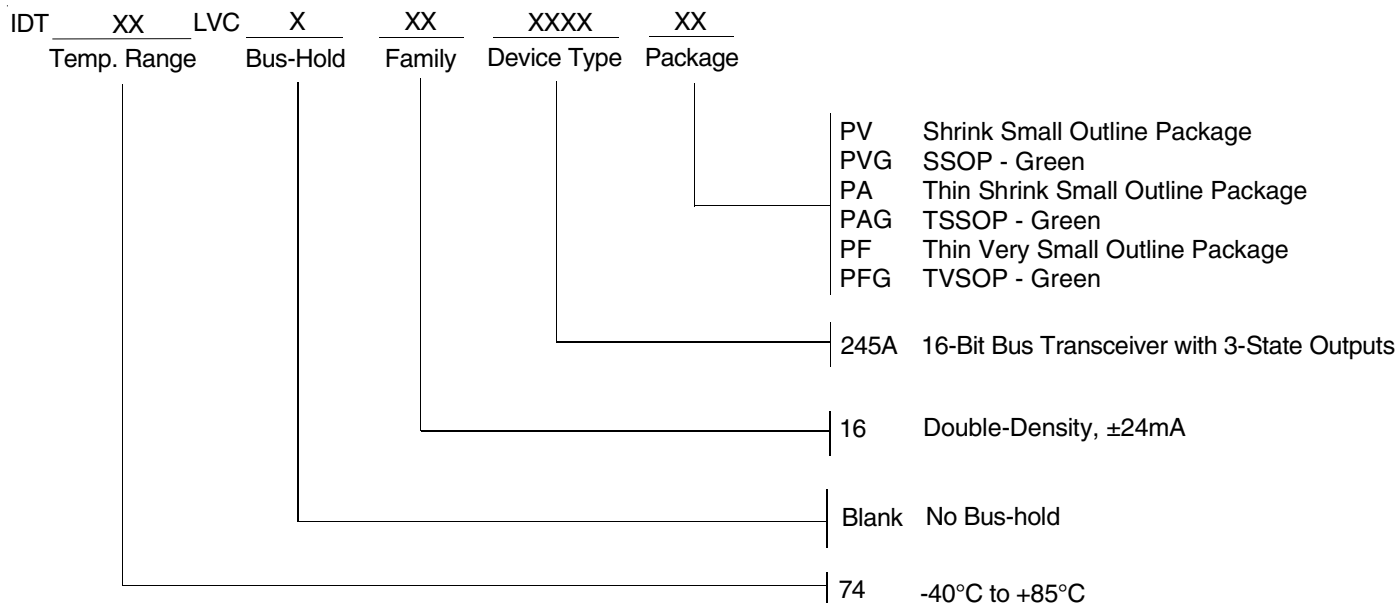 IDT XX LVC X XX XXXX XX
Temp. Range Bus-Hold Family Device Type Package
PV Shrink Small Outline Package
PVG SSOP - Green
PA Thin Shrink Small Outline Package
PAG TSSOP - Green
PF Thin Very Small Outline Package
PFG TVSOP - Green
245A 16-Bit Bus Transceiver with 3-State Outputs
16 Double-Density, ±24mA
Blank No Bus-hold
74 -40°C to +85°C